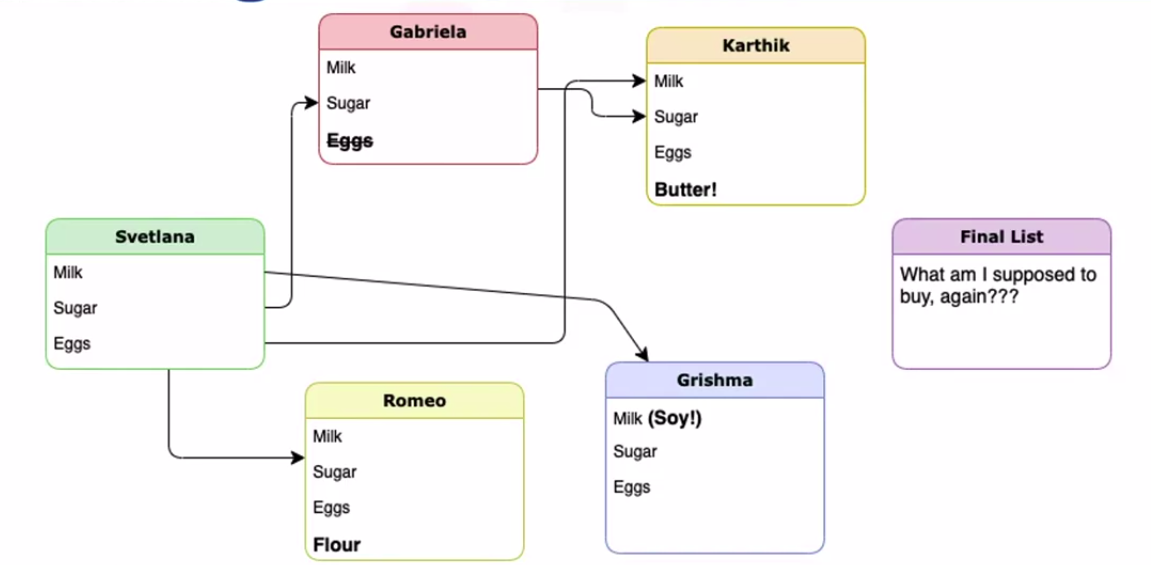 Gabriela
Milk
Sugar
Eggs
Karthik
Milk
Sugar
Eggs
Butter!
Svetlana
Milk
Sugar
Eggs
Final List
What am I supposed to
buy, again???
Romeo
Milk
Sugar
Eggs
Flour
Grishma
Milk (Soy!)
Sugar
Eggs